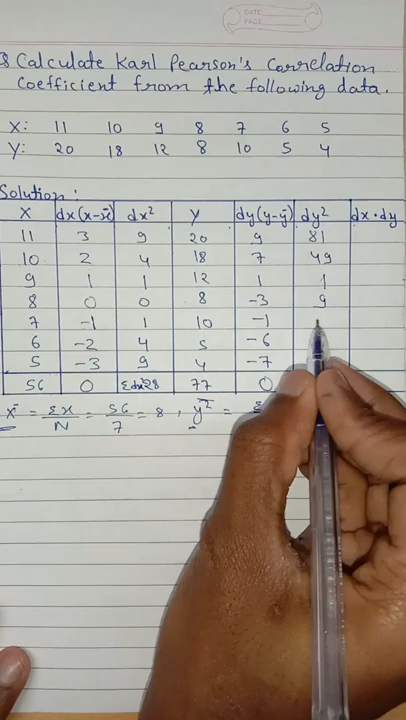 DATE
PAGE
Q Calculate Karl Pearson's Correlation
Coefficient from the following data.
X: 11 10 9 8 7 6 5
Y: 20 18 12 8 10 5 4
Solution:
X dx(x-x̄) dx² Y dy(y-ȳ) dy² dx·dy
11 3 9 20 9 81
10 2 4 18 7 49
9 1 1 12 1 1
8 0 0 8 -3 9
7 -1 1 10 -1
6 -2 4 5 -6
5 -3 9 4 -7
56 0 Σdx²28 77 0
x̄ = Σx/N = 56/7 = 8 , ȳ² = Σ